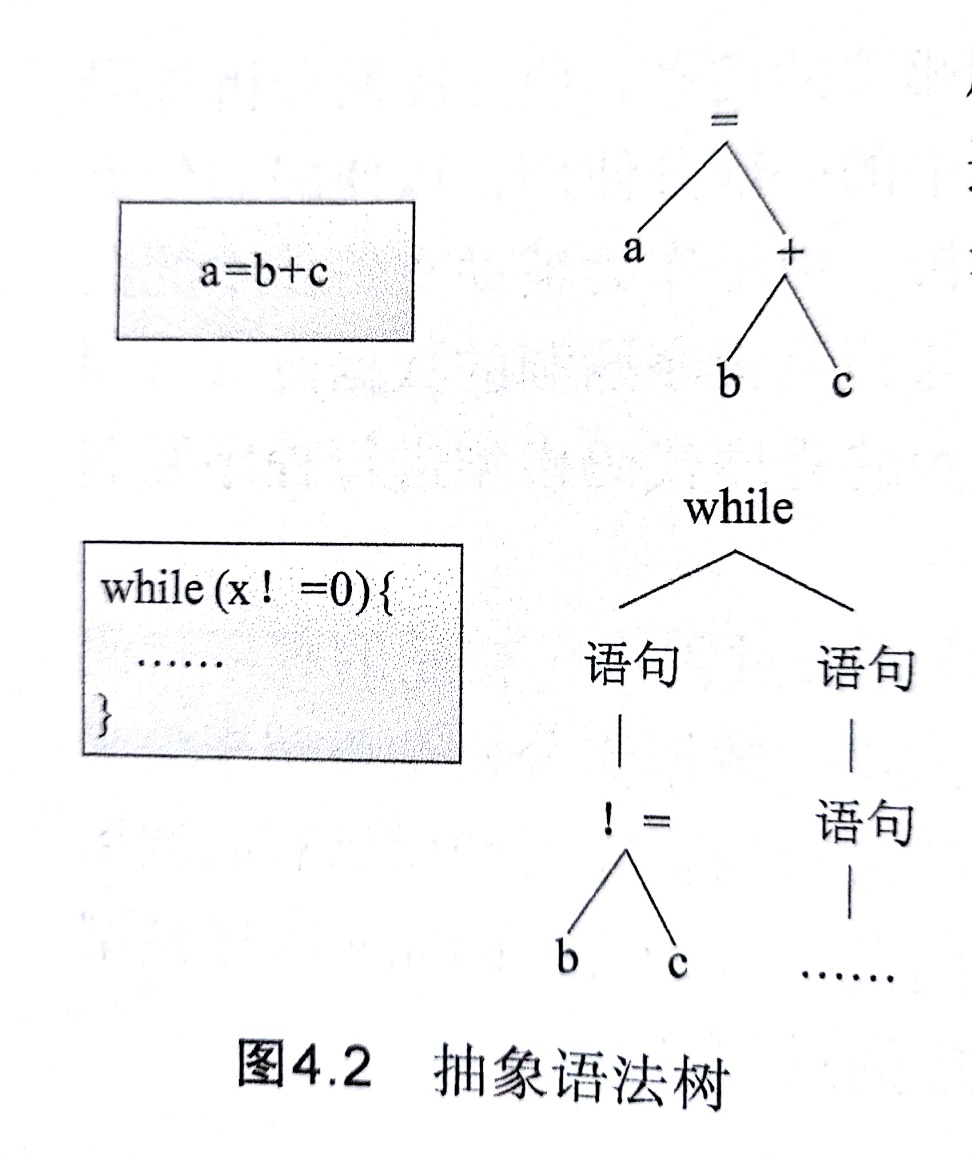 =
a=b+c
a +
b c
while
while (x！=0){
语句 语句
……
}
！= 语句
b c ……
图4.2 抽象语法树